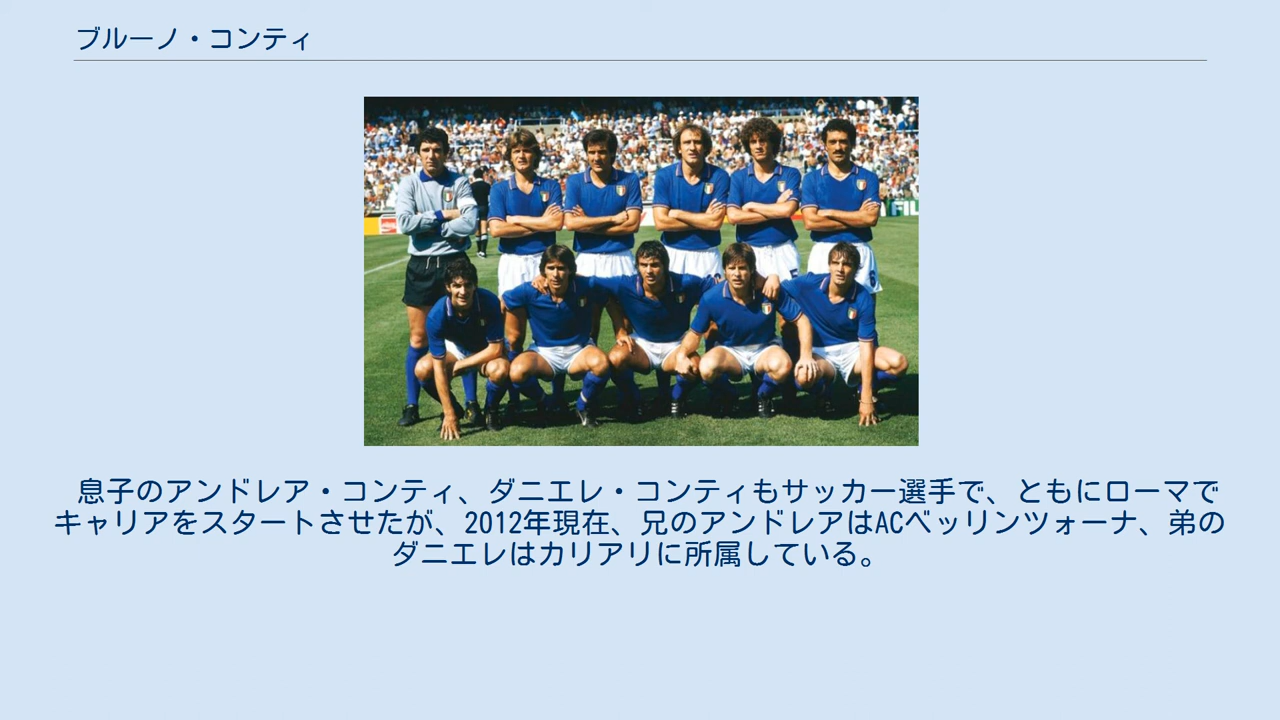 ブルーノ・コンティ
FIL
息子のアンドレア・コンティ、ダニエレ・コンティもサッカー選手で、ともにローマで
キャリアをスタートさせたが、2012年現在、兄のアンドレアはACベッリンツォーナ、弟の
ダニエレはカリアリに所属している。